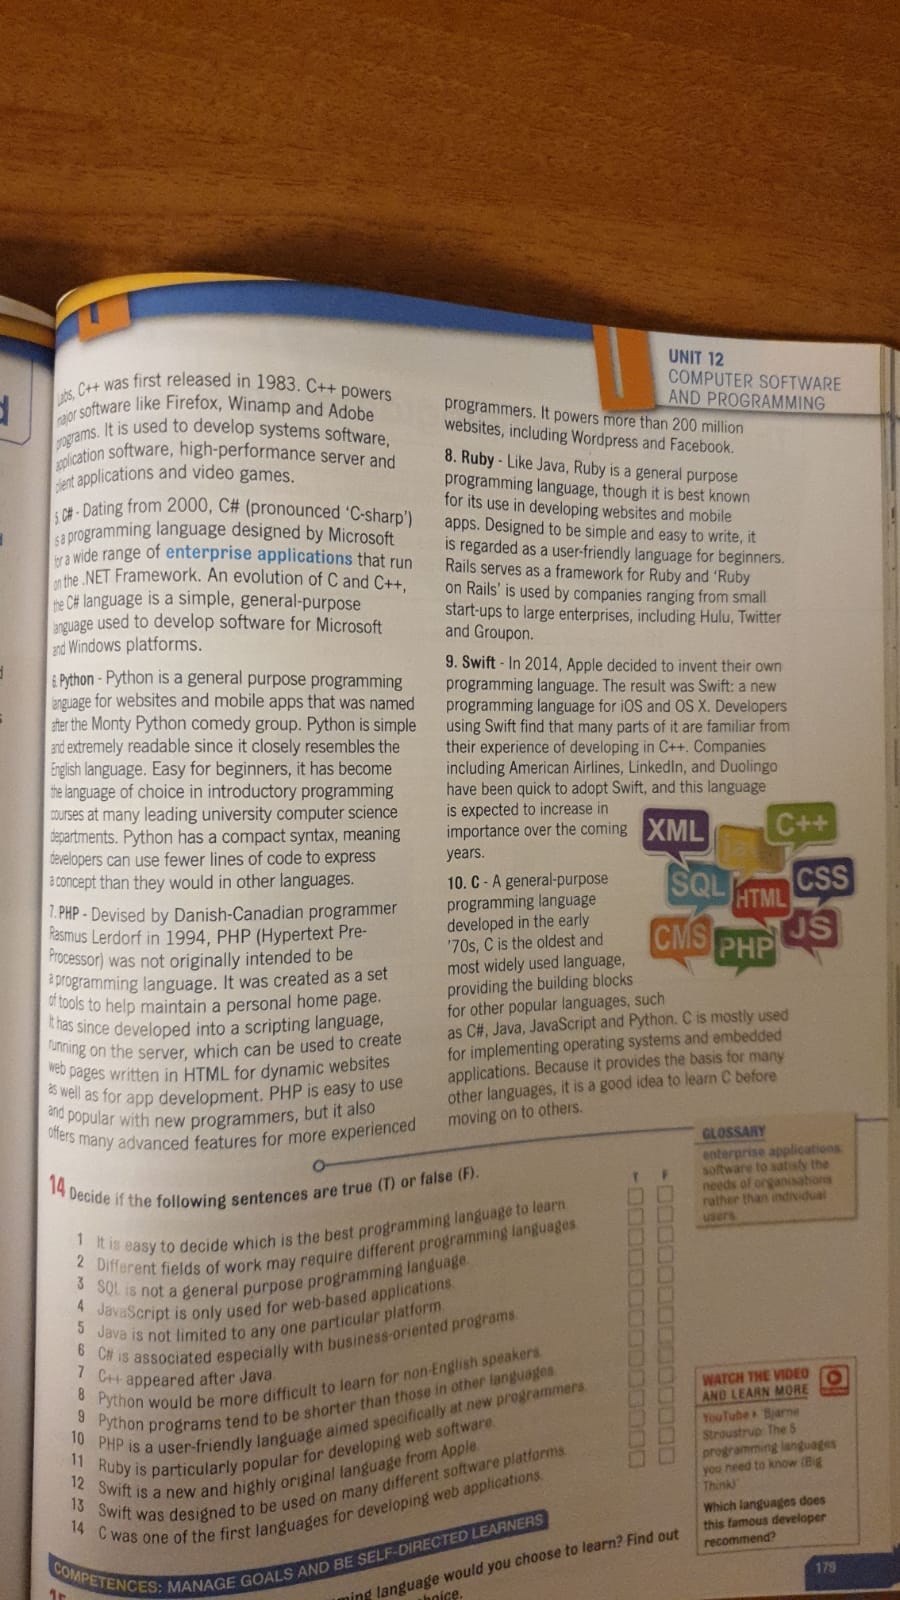 UNIT 12
COMPUTER SOFTWARE
AND PROGRAMMING
Labs, C++ was first released in 1983. C++ powers
major software like Firefox, Winamp and Adobe
programs. It is used to develop systems software,
application software, high-performance server and
client applications and video games.
5. C# - Dating from 2000, C# (pronounced ‘C-sharp’)
is a programming language designed by Microsoft
for a wide range of enterprise applications that run
on the .NET Framework. An evolution of C and C++,
the C# language is a simple, general-purpose
language used to develop software for Microsoft
and Windows platforms.
6. Python - Python is a general purpose programming
language for websites and mobile apps that was named
after the Monty Python comedy group. Python is simple
and extremely readable since it closely resembles the
English language. Easy for beginners, it has become
the language of choice in introductory programming
courses at many leading university computer science
departments. Python has a compact syntax, meaning
developers can use fewer lines of code to express
a concept than they would in other languages.
7. PHP - Devised by Danish-Canadian programmer
Rasmus Lerdorf in 1994, PHP (Hypertext Pre-
Processor) was not originally intended to be
a programming language. It was created as a set
of tools to help maintain a personal home page.
It has since developed into a scripting language,
running on the server, which can be used to create
web pages written in HTML for dynamic websites
as well as for app development. PHP is easy to use
and popular with new programmers, but it also
offers many advanced features for more experienced
programmers. It powers more than 200 million
websites, including Wordpress and Facebook.
8. Ruby - Like Java, Ruby is a general purpose
programming language, though it is best known
for its use in developing websites and mobile
apps. Designed to be simple and easy to write, it
is regarded as a user-friendly language for beginners.
Rails serves as a framework for Ruby and ‘Ruby
on Rails’ is used by companies ranging from small
start-ups to large enterprises, including Hulu, Twitter
and Groupon.
9. Swift - In 2014, Apple decided to invent their own
programming language. The result was Swift: a new
programming language for iOS and OS X. Developers
using Swift find that many parts of it are familiar from
their experience of developing in C++. Companies
including American Airlines, LinkedIn, and Duolingo
have been quick to adopt Swift, and this language
is expected to increase in
importance over the coming
years.
10. C - A general-purpose
programming language
developed in the early
’70s, C is the oldest and
most widely used language,
providing the building blocks
for other popular languages, such
as C#, Java, JavaScript and Python. C is mostly used
for implementing operating systems and embedded
applications. Because it provides the basis for many
other languages, it is a good idea to learn C before
moving on to others.
XML
C++
SQL
HTML
CSS
CMS
PHP
JS
GLOSSARY
enterprise applications:
software to satisfy the
needs of organisations
rather than individual
users
14 Decide if the following sentences are true (T) or false (F).
T F
1 It is easy to decide which is the best programming language to learn.
2 Different fields of work may require different programming languages.
3 SQL is not a general purpose programming language.
4 JavaScript is only used for web-based applications.
5 Java is not limited to any one particular platform.
6 C# is associated especially with business-oriented programs.
7 C++ appeared after Java.
8 Python would be more difficult to learn for non-English speakers.
9 Python programs tend to be shorter than those in other languages.
10 PHP is a user-friendly language aimed specifically at new programmers.
11 Ruby is particularly popular for developing web software.
12 Swift is a new and highly original language from Apple.
13 Swift was designed to be used on many different software platforms.
14 C was one of the first languages for developing web applications.
WATCH THE VIDEO
AND LEARN MORE
YouTube ▸ ‘Bjarne
Stroustrup: The 5
programming languages
you need to know (Big
Think)’
Which languages does
this famous developer
recommend?
COMPETENCES: MANAGE GOALS AND BE SELF-DIRECTED LEARNERS
language would you choose to learn? Find out
179